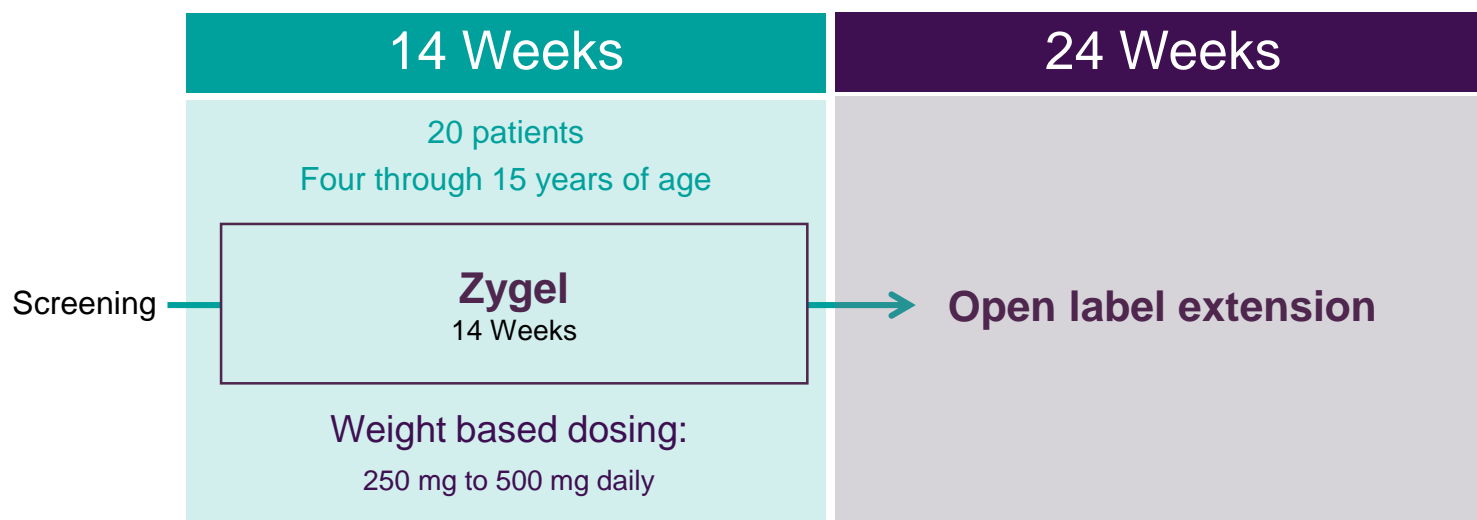 14 Weeks
24 Weeks
20 patients
Four through 15 years of age
Screening
Zygel
14 Weeks
Open label extension
Weight based dosing:
250 mg to 500 mg daily